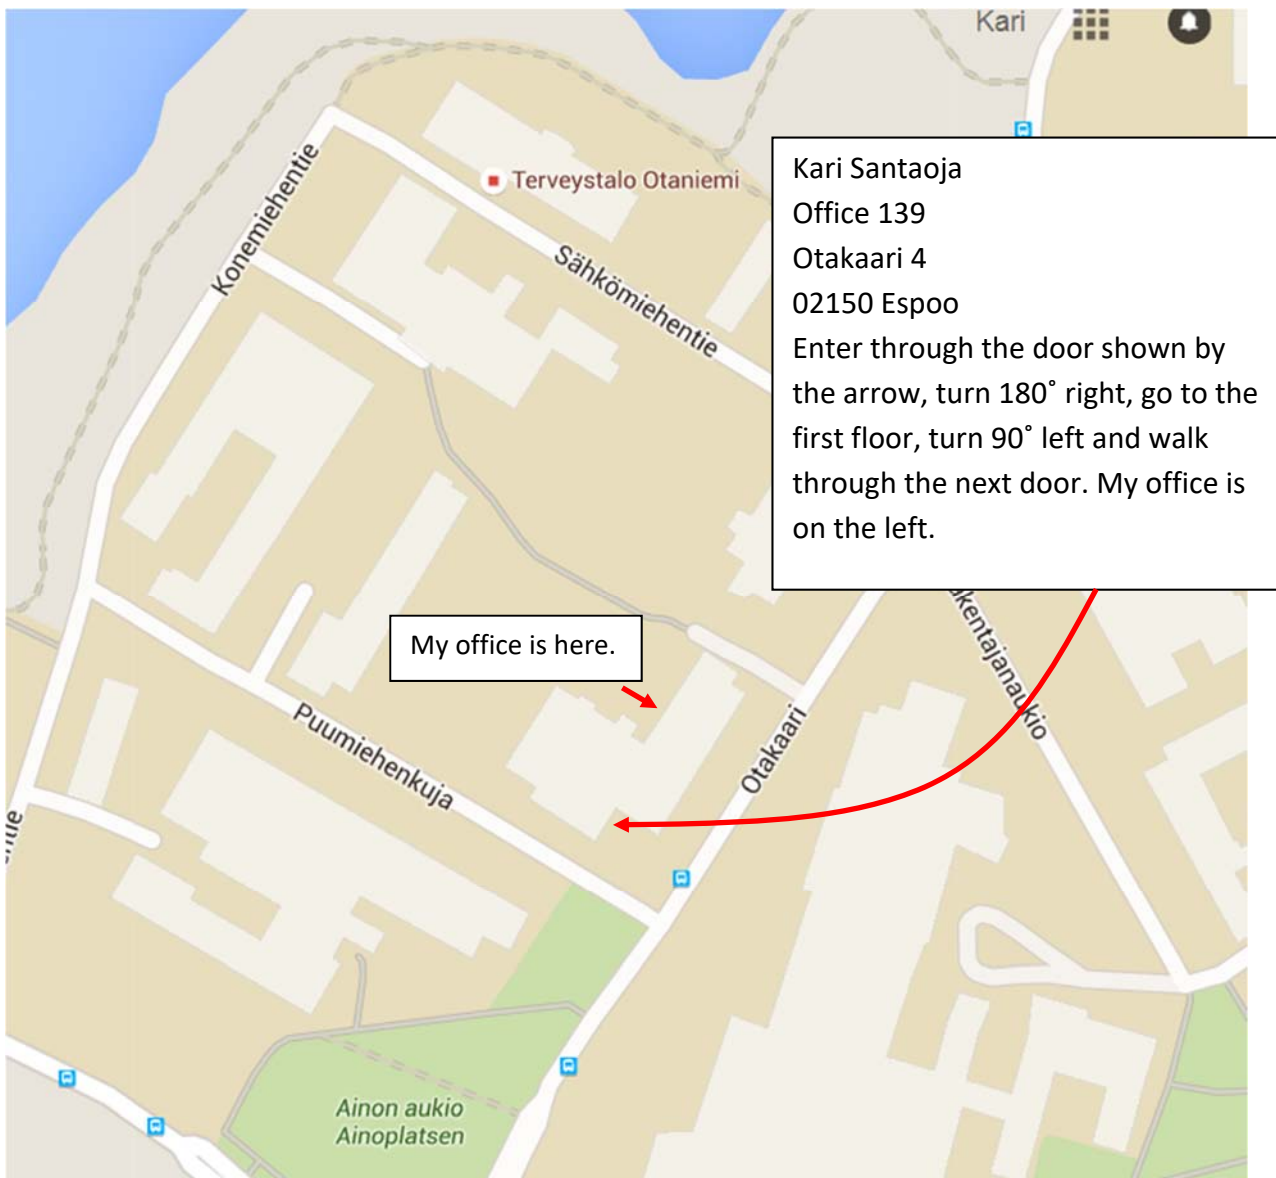 Kari
Kari Santaoja
Office 139
Otakaari 4
02150 Espoo
Enter through the door shown by
the arrow, turn 180˚ right, go to the
first floor, turn 90˚ left and walk
through the next door. My office is
on the left.
Terveystalo Otaniemi
Konemiehentie
Sähkömiehentie
My office is here.
Puumiehenkuja
Otakaari
kentajanaukio
ntie
Ainon aukio
Ainoplatsen